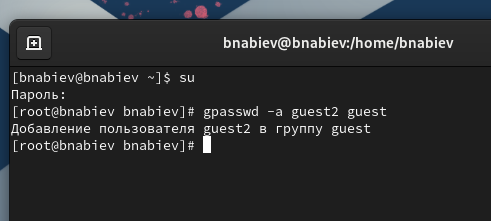 bnabiev@bnabiev:/home/bnabiev
[bnabiev@bnabiev ~]$ su
Пароль:
[root@bnabiev bnabiev]# gpasswd -a guest2 guest
Добавление пользователя guest2 в группу guest
[root@bnabiev bnabiev]#